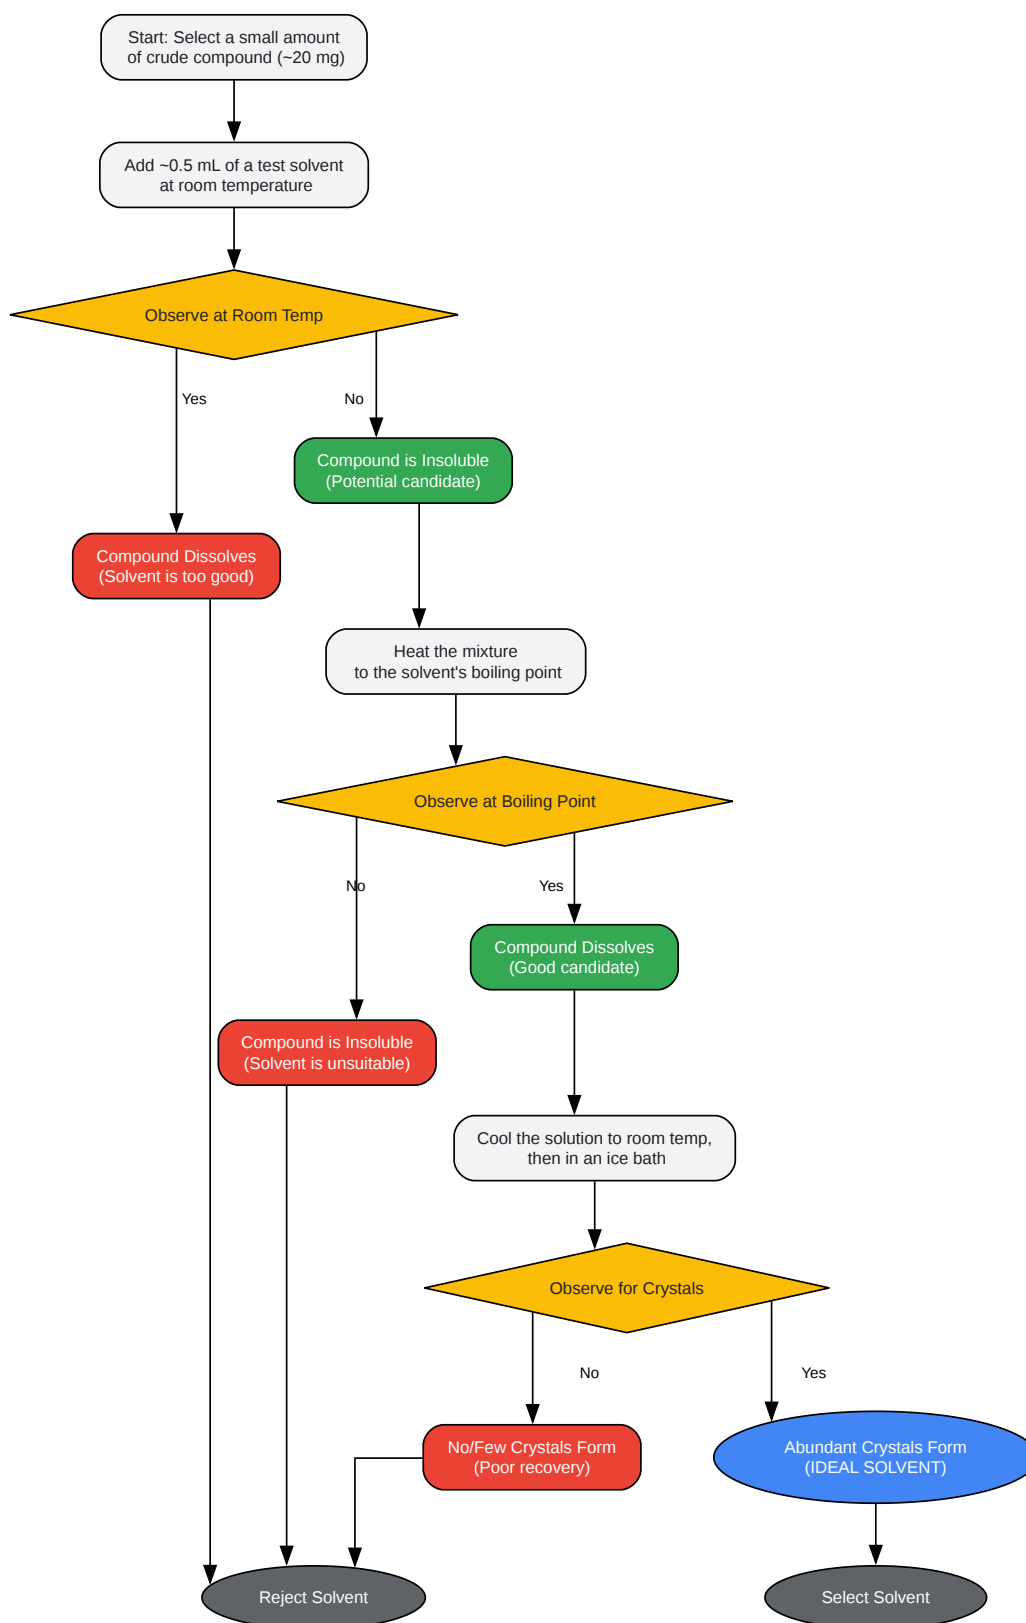 Start: Select a small amount
of crude compound (~20 mg)
Add ~0.5 mL of a test solvent
at room temperature
Observe at Room Temp
Yes
No
Compound is Insoluble
(Potential candidate)
Compound Dissolves
(Solvent is too good)
Heat the mixture
to the solvent's boiling point
Observe at Boiling Point
No
Yes
Compound Dissolves
(Good candidate)
Compound is Insoluble
(Solvent is unsuitable)
Cool the solution to room temp,
then in an ice bath
Observe for Crystals
No
Yes
No/Few Crystals Form
(Poor recovery)
Abundant Crystals Form
(IDEAL SOLVENT)
Reject Solvent
Select Solvent